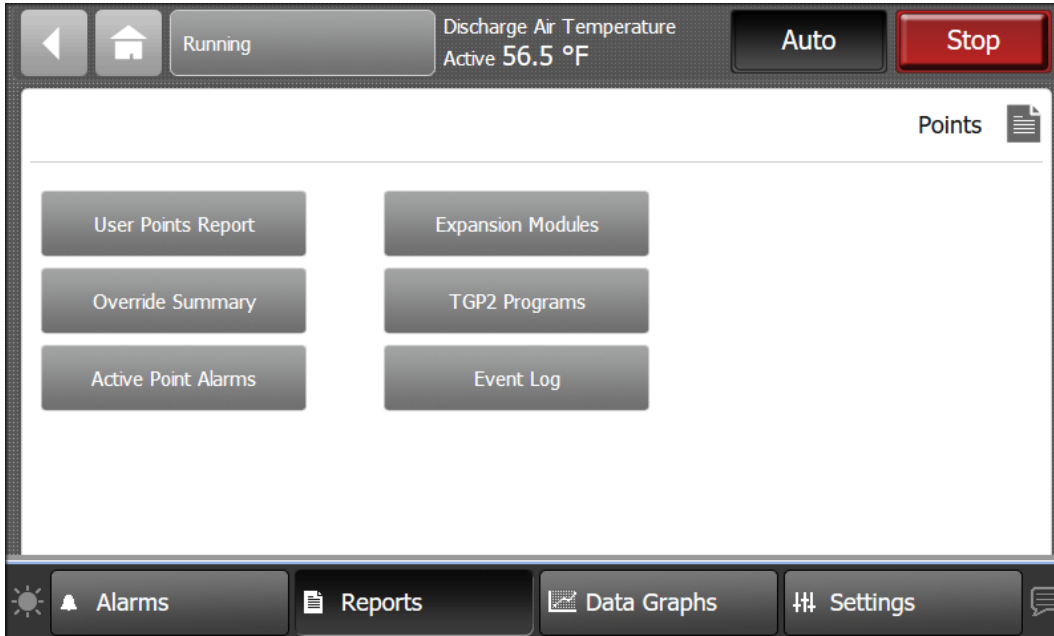 Running
Discharge Air Temperature
Active 56.5 °F
Auto
Stop
Points
User Points Report
Expansion Modules
Override Summary
TGP2 Programs
Active Point Alarms
Event Log
Alarms
Reports
Data Graphs
Settings